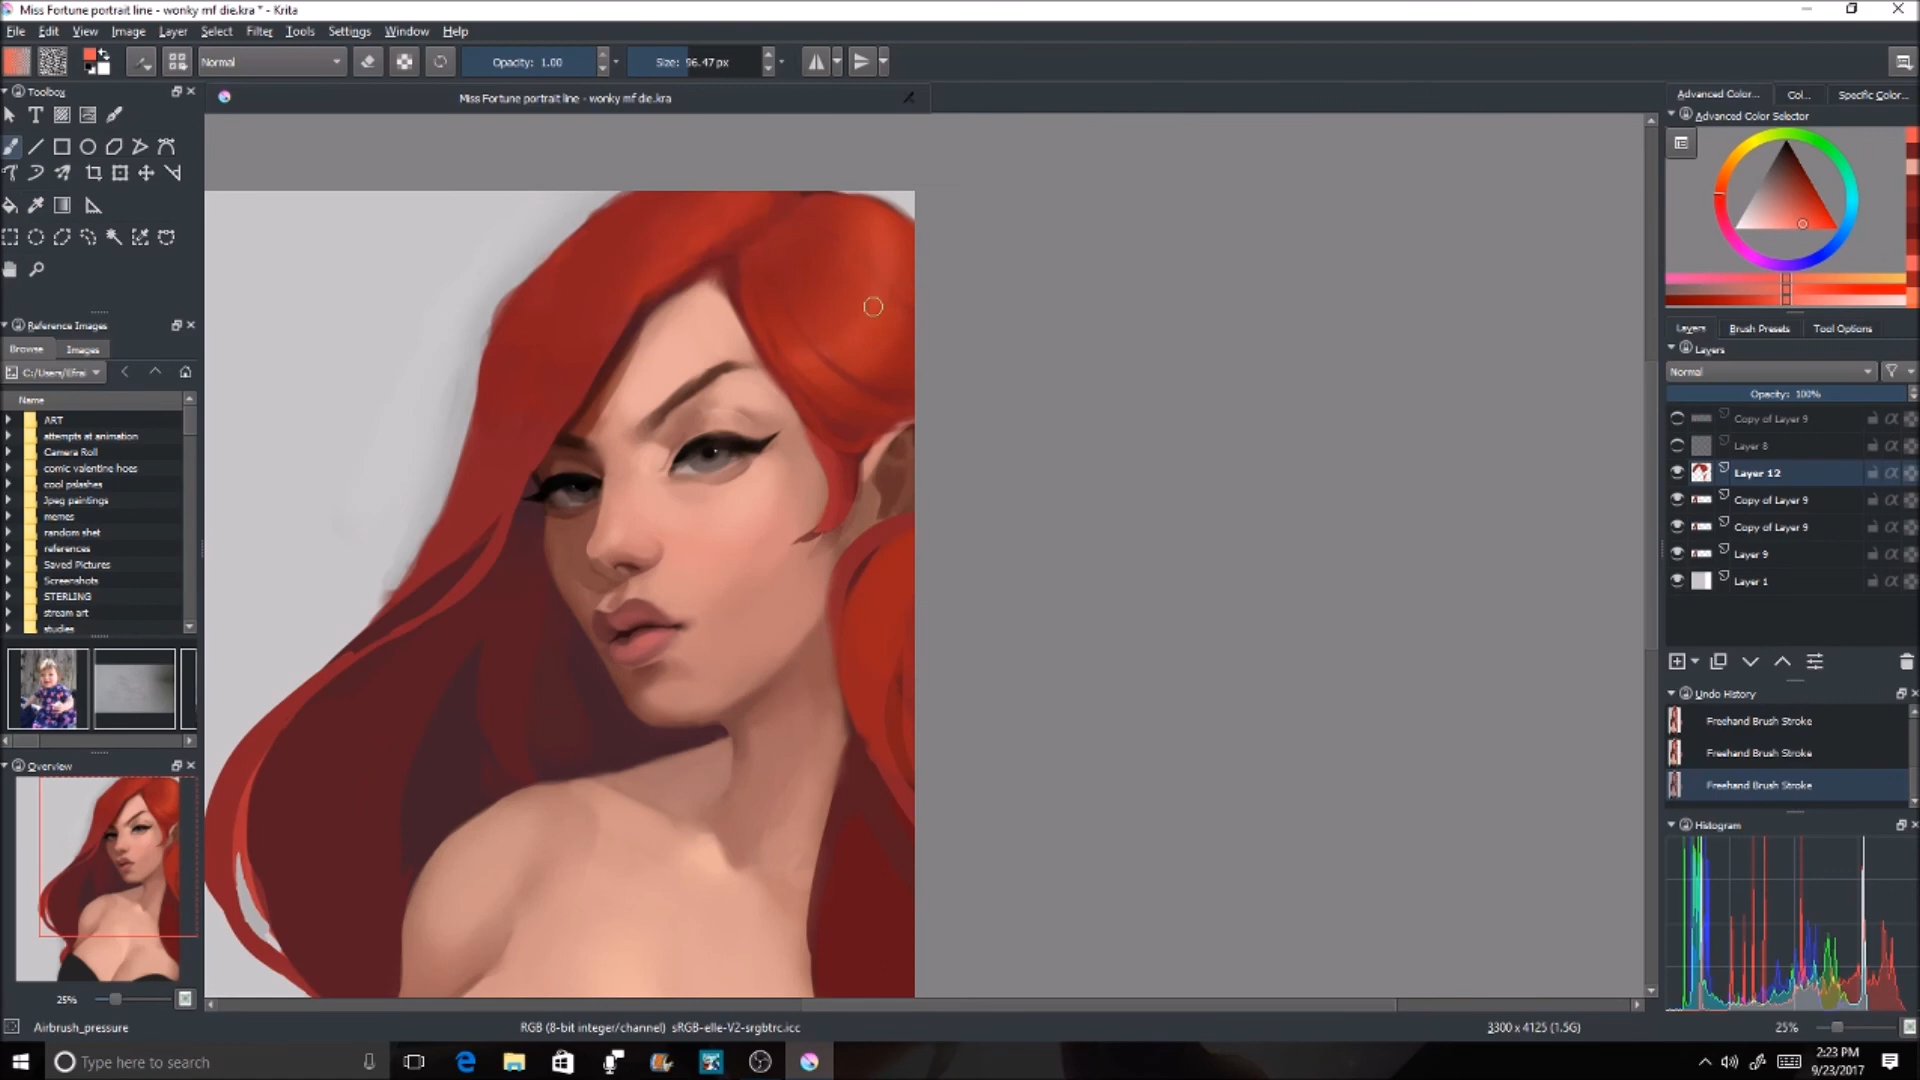 Miss Fortune portrait line - wonky mf die.kra * - Krita
File Edit View Image Layer Select Filter Tools Settings Window Help
Normal Opacity: 1.00 Size: 96.47 px
Toolbox
Miss Fortune portrait line - wonky mf die.kra
Advanced Color... Col... Specific Color...
Advanced Color Selector
Reference Images
Browse Images
C:/Users/Efrai
Name
ART
attempts at animation
Camera Roll
comic valentine hoes
cool pslashes
Jpeg paintings
memes
random shet
references
Saved Pictures
Screenshots
STERLING
stream art
studies
Overview
25%
Layers Brush Presets Tool Options
Layers
Normal
Opacity: 100%
Copy of Layer 9
Layer 8
Layer 12
Copy of Layer 9
Copy of Layer 9
Layer 9
Layer 1
Undo History
Freehand Brush Stroke
Freehand Brush Stroke
Freehand Brush Stroke
Histogram
Airbrush_pressure RGB (8-bit integer/channel) sRGB-elle-V2-srgbtrc.icc 3300 x 4125 (1.5G) 25%
Type here to search
2:23 PM
9/23/2017